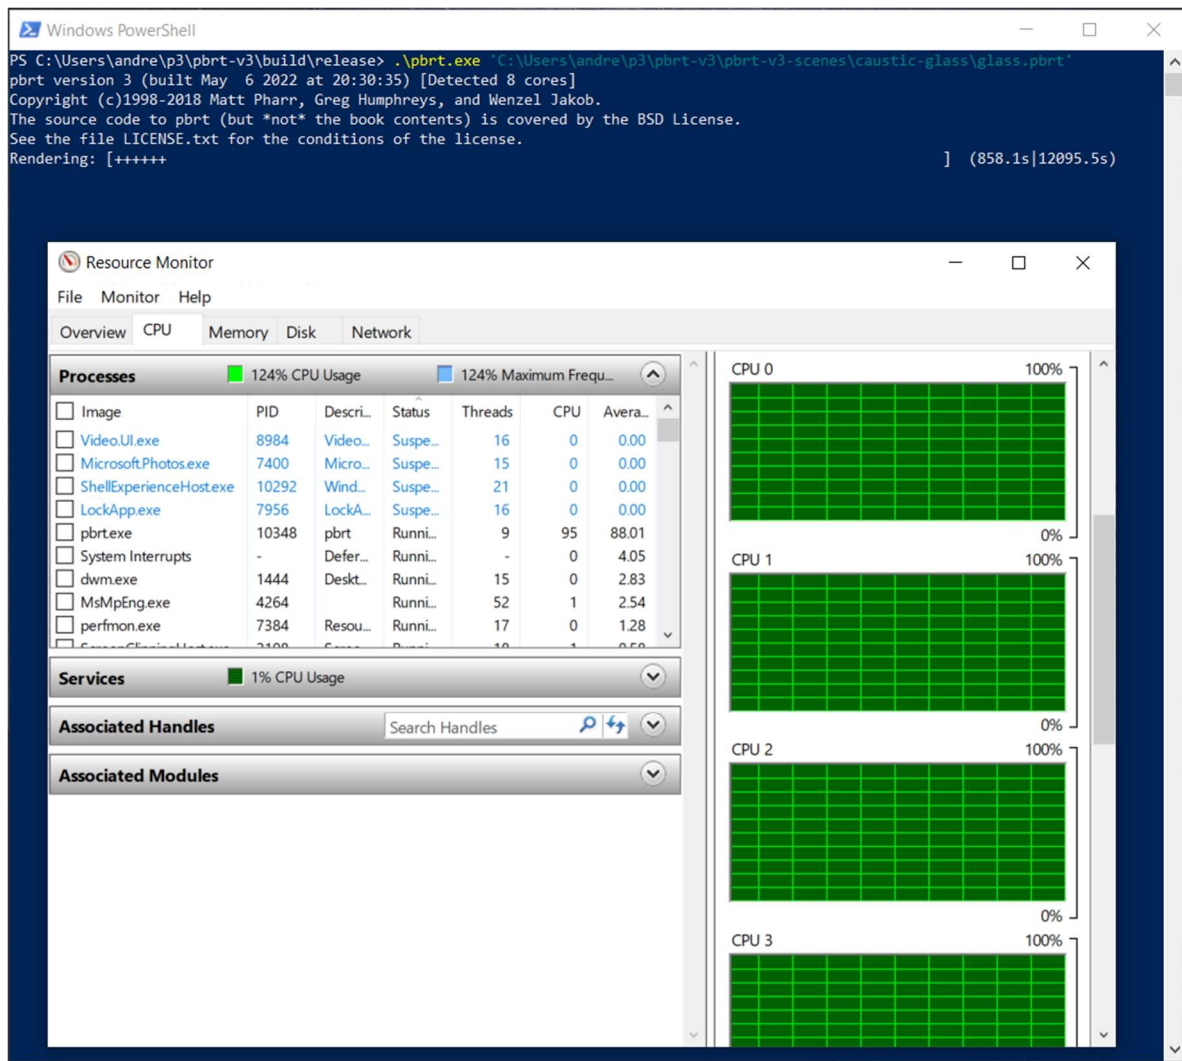 Windows PowerShell
PS C:\Users\andre\p3\pbrt-v3\build\release> .\pbrt.exe 'C:\Users\andre\p3\pbrt-v3\pbrt-v3-scenes\caustic-glass\glass.pbrt'
pbrt version 3 (built May  6 2022 at 20:30:35) [Detected 8 cores]
Copyright (c)1998-2018 Matt Pharr, Greg Humphreys, and Wenzel Jakob.
The source code to pbrt (but *not* the book contents) is covered by the BSD License.
See the file LICENSE.txt for the conditions of the license.
Rendering: [++++++ ] (858.1s|12095.5s)
Resource Monitor
File Monitor Help
Overview CPU Memory Disk Network
Processes 124% CPU Usage 124% Maximum Frequ...
Image PID Descri... Status Threads CPU Avera...
Video.UI.exe 8984 Video... Suspe... 16 0 0.00
Microsoft.Photos.exe 7400 Micro... Suspe... 15 0 0.00
ShellExperienceHost.exe 10292 Wind... Suspe... 21 0 0.00
LockApp.exe 7956 LockA... Suspe... 16 0 0.00
pbrt.exe 10348 pbrt Runni... 9 95 88.01
System Interrupts - Defer... Runni... - 0 4.05
dwm.exe 1444 Deskt... Runni... 15 0 2.83
MsMpEng.exe 4264 Runni... 52 1 2.54
perfmon.exe 7384 Resou... Runni... 17 0 1.28
Services 1% CPU Usage
Associated Handles Search Handles
Associated Modules
CPU 0 100%
0%
CPU 1 100%
0%
CPU 2 100%
0%
CPU 3 100%